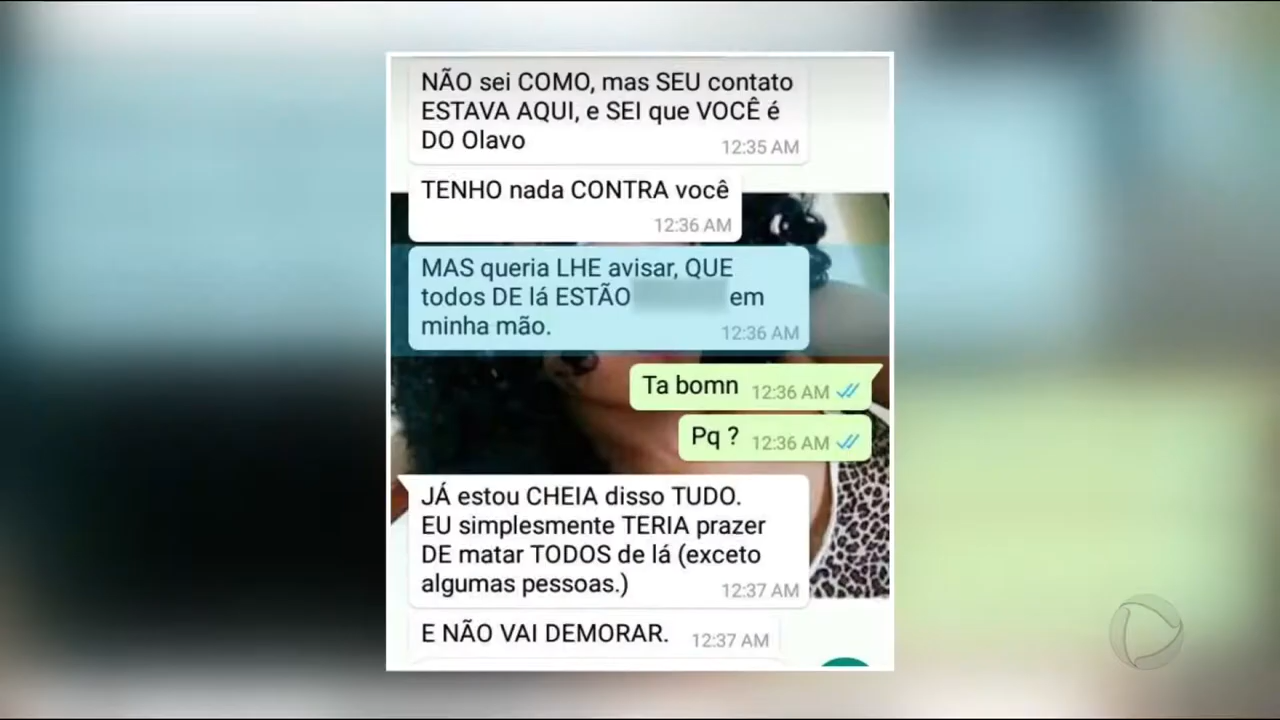 NÃO sei COMO, mas SEU contato
ESTAVA AQUI, e SEI que VOCÊ é
DO Olavo
12:35 AM
TENHO nada CONTRA você
12:36 AM
MAS queria LHE avisar, QUE
todos DE lá ESTÃO em
minha mão.
12:36 AM
Ta bomn 12:36 AM
Pq ? 12:36 AM
JÁ estou CHEIA disso TUDO.
EU simplesmente TERIA prazer
DE matar TODOS de lá (exceto
algumas pessoas.)
12:37 AM
E NÃO VAI DEMORAR. 12:37 AM